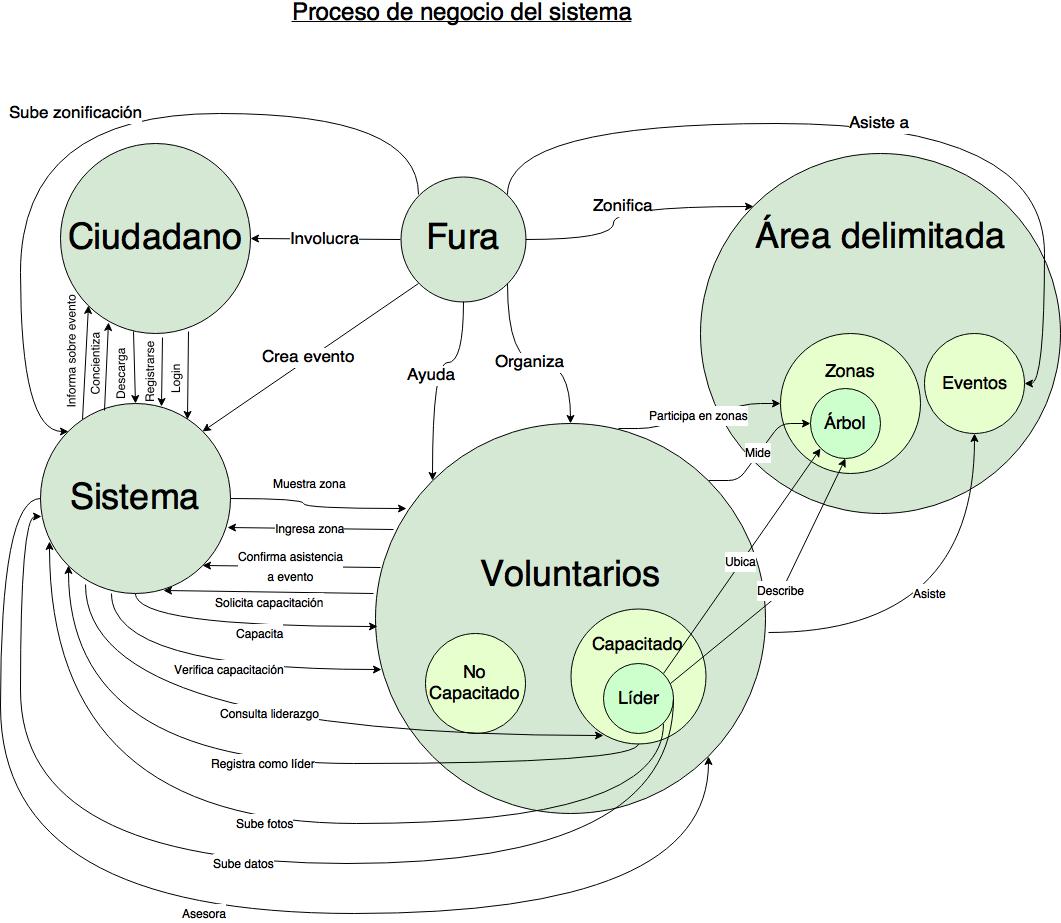 Proceso de negocio del sistema
Sube zonificación
Asiste a
Zonifica
Ciudadano
Involucra
Fura
Área delimitada
Informa sobre evento
Concientiza
Descarga
Registrarse
Login
Crea evento
Ayuda
Organiza
Zonas
Eventos
Árbol
Participa en zonas
Mide
Sistema
Muestra zona
Ingresa zona
Confirma asistencia
a evento
Solicita capacitación
Capacita
Verifica capacitación
Voluntarios
Ubica
Describe
Asiste
Capacitado
No
Capacitado
Líder
Consulta liderazgo
Registra como líder
Sube fotos
Sube datos
Asesora